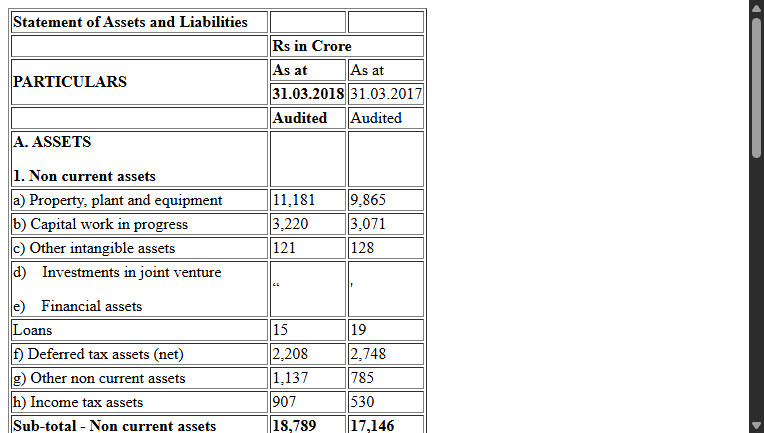 Statement of Assets and Liabilities
Rs in Crore
PARTICULARS
As at As at
31.03.2018 31.03.2017
Audited Audited
A. ASSETS
1. Non current assets
a) Property, plant and equipment 11,181 9,865
b) Capital work in progress 3,220 3,071
c) Other intangible assets 121 128
d) Investments in joint venture
“ '
e) Financial assets
Loans 15 19
f) Deferred tax assets (net) 2,208 2,748
g) Other non current assets 1,137 785
h) Income tax assets 907 530
Sub-total - Non current assets 18,789 17,146